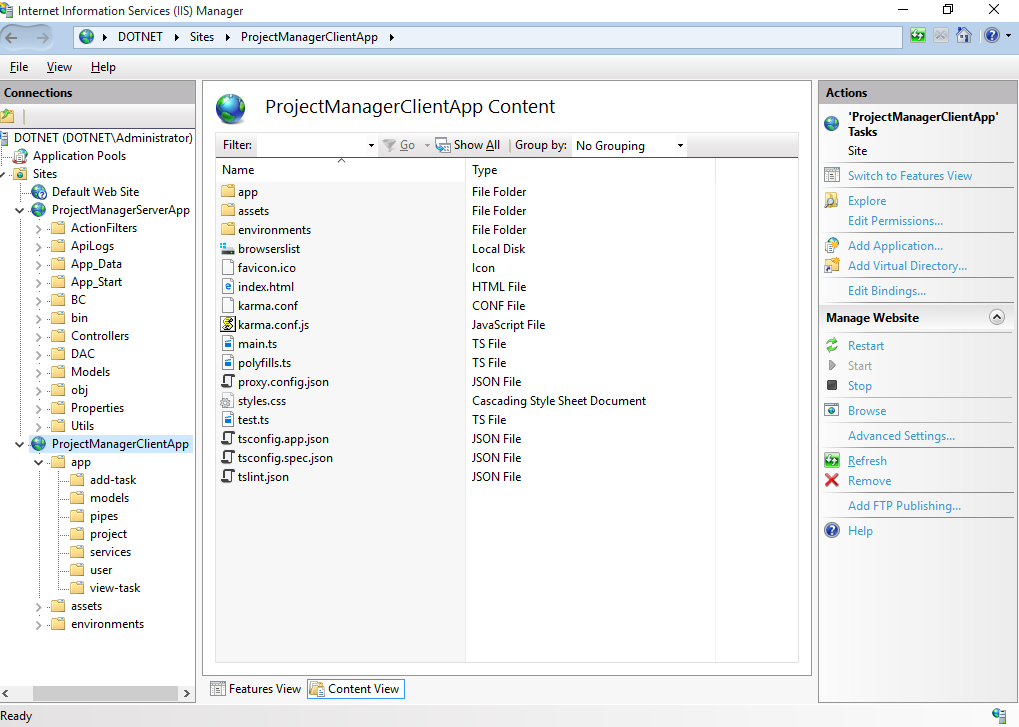 Internet Information Services (IIS) Manager
DOTNET Sites ProjectManagerClientApp
File View Help
Connections
DOTNET (DOTNET\Administrator)
Application Pools
Sites
Default Web Site
ProjectManagerServerApp
ActionFilters
ApiLogs
App_Data
App_Start
BC
bin
Controllers
DAC
Models
obj
Properties
Utils
ProjectManagerClientApp
app
add-task
models
pipes
project
services
user
view-task
assets
environments
ProjectManagerClientApp Content
Filter: Go Show All Group by: No Grouping
Name Type
app File Folder
assets File Folder
environments File Folder
browserslist Local Disk
favicon.ico Icon
index.html HTML File
karma.conf CONF File
karma.conf.js JavaScript File
main.ts TS File
polyfills.ts TS File
proxy.config.json JSON File
styles.css Cascading Style Sheet Document
test.ts TS File
tsconfig.app.json JSON File
tsconfig.spec.json JSON File
tslint.json JSON File
Features View Content View
Actions
'ProjectManagerClientApp'
Tasks
Site
Switch to Features View
Explore
Edit Permissions...
Add Application...
Add Virtual Directory...
Edit Bindings...
Manage Website
Restart
Start
Stop
Browse
Advanced Settings...
Refresh
Remove
Add FTP Publishing...
Help
Ready